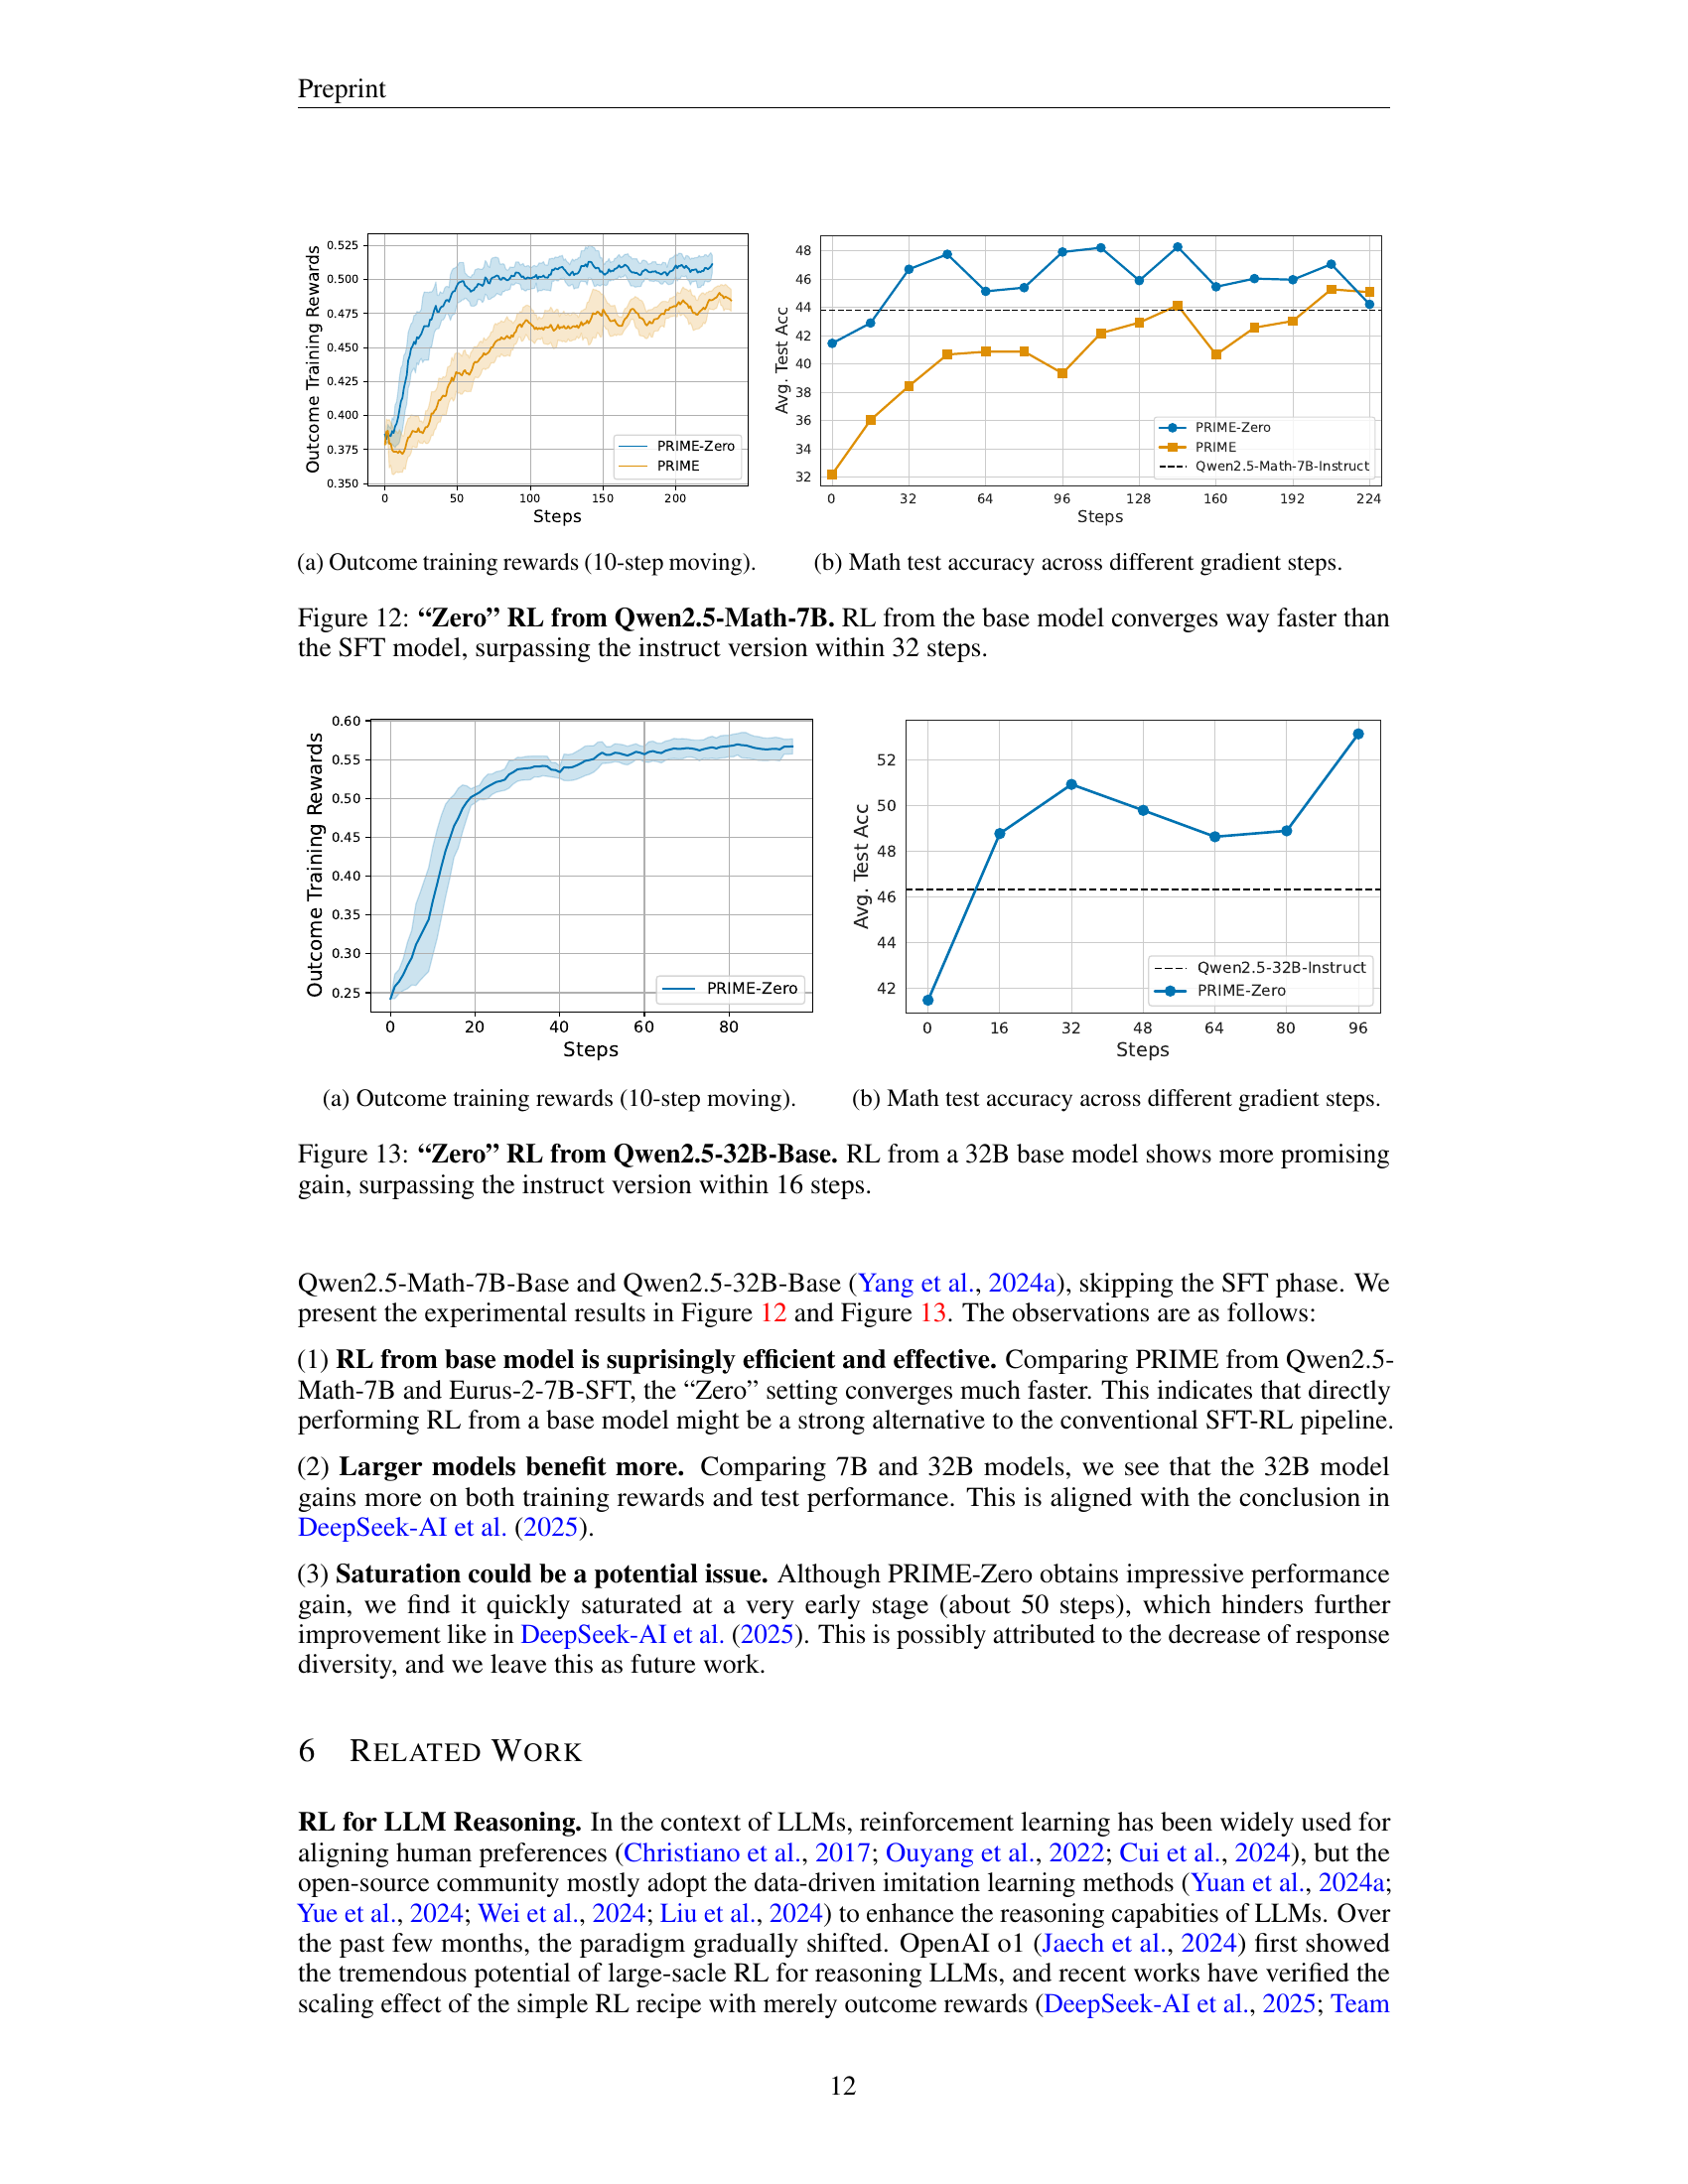 Preprint
Outcome Training Rewards
0.525
0.500
0.475
0.450
0.425
0.400
0.375
0.350
0 50 100 150 200
Steps
PRIME-Zero
PRIME
Avg. Test Acc
48
46
44
42
40
38
36
34
32
0 32 64 96 128 160 192 224
Steps
PRIME-Zero
PRIME
Qwen2.5-Math-7B-Instruct
(a) Outcome training rewards (10-step moving).
(b) Math test accuracy across different gradient steps.
Figure 12: “Zero” RL from Qwen2.5-Math-7B. RL from the base model converges way faster than
the SFT model, surpassing the instruct version within 32 steps.
Outcome Training Rewards
0.60
0.55
0.50
0.45
0.40
0.35
0.30
0.25
0 20 40 60 80
Steps
PRIME-Zero
Avg. Test Acc
52
50
48
46
44
42
0 16 32 48 64 80 96
Steps
Qwen2.5-32B-Instruct
PRIME-Zero
(a) Outcome training rewards (10-step moving).
(b) Math test accuracy across different gradient steps.
Figure 13: “Zero” RL from Qwen2.5-32B-Base. RL from a 32B base model shows more promising
gain, surpassing the instruct version within 16 steps.
Qwen2.5-Math-7B-Base and Qwen2.5-32B-Base (Yang et al., 2024a), skipping the SFT phase. We
present the experimental results in Figure 12 and Figure 13. The observations are as follows:
(1) RL from base model is suprisingly efficient and effective. Comparing PRIME from Qwen2.5-
Math-7B and Eurus-2-7B-SFT, the “Zero” setting converges much faster. This indicates that directly
performing RL from a base model might be a strong alternative to the conventional SFT-RL pipeline.
(2) Larger models benefit more. Comparing 7B and 32B models, we see that the 32B model
gains more on both training rewards and test performance. This is aligned with the conclusion in
DeepSeek-AI et al. (2025).
(3) Saturation could be a potential issue. Although PRIME-Zero obtains impressive performance
gain, we find it quickly saturated at a very early stage (about 50 steps), which hinders further
improvement like in DeepSeek-AI et al. (2025). This is possibly attributed to the decrease of response
diversity, and we leave this as future work.
6 RELATED WORK
RL for LLM Reasoning. In the context of LLMs, reinforcement learning has been widely used for
aligning human preferences (Christiano et al., 2017; Ouyang et al., 2022; Cui et al., 2024), but the
open-source community mostly adopt the data-driven imitation learning methods (Yuan et al., 2024a;
Yue et al., 2024; Wei et al., 2024; Liu et al., 2024) to enhance the reasoning capabities of LLMs. Over
the past few months, the paradigm gradually shifted. OpenAI o1 (Jaech et al., 2024) first showed
the tremendous potential of large-sacle RL for reasoning LLMs, and recent works have verified the
scaling effect of the simple RL recipe with merely outcome rewards (DeepSeek-AI et al., 2025; Team
12